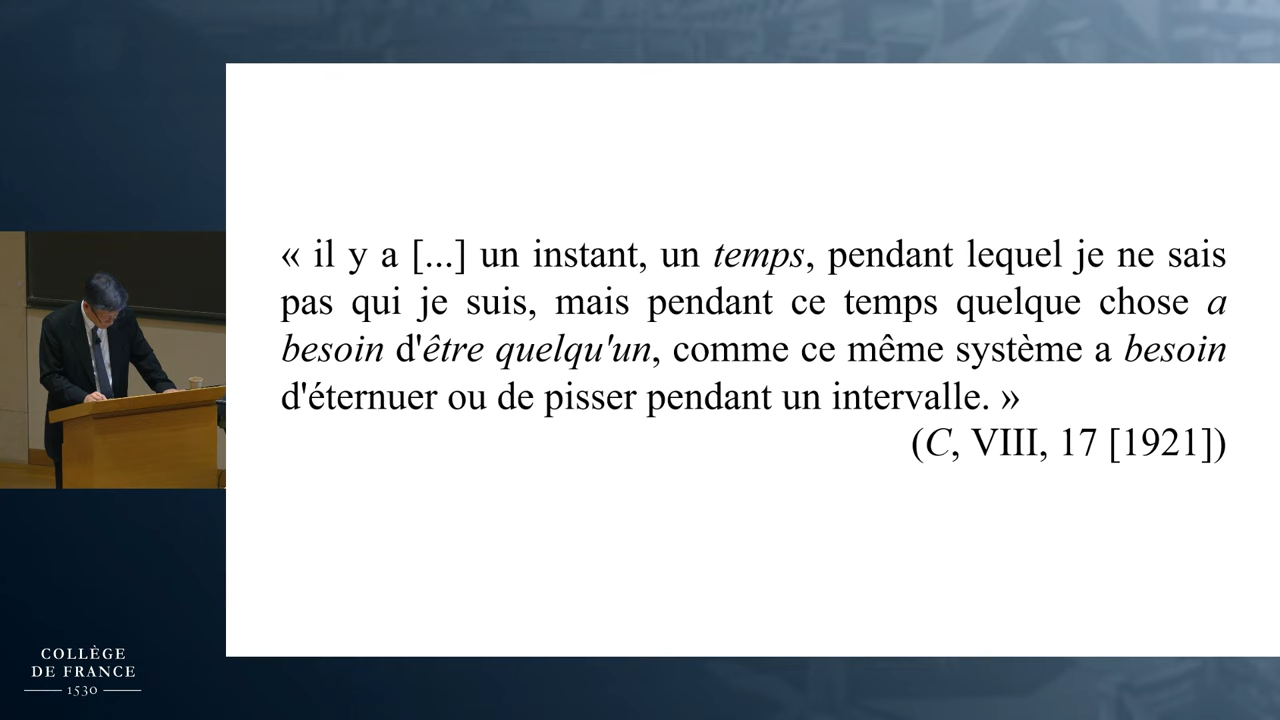 « il y a [...] un instant, un temps, pendant lequel je ne sais
pas qui je suis, mais pendant ce temps quelque chose a
besoin d'être quelqu'un, comme ce même système a besoin
d'éternuer ou de pisser pendant un intervalle. »
(C, VIII, 17 [1921])
COLLÈGE
DE FRANCE
1530